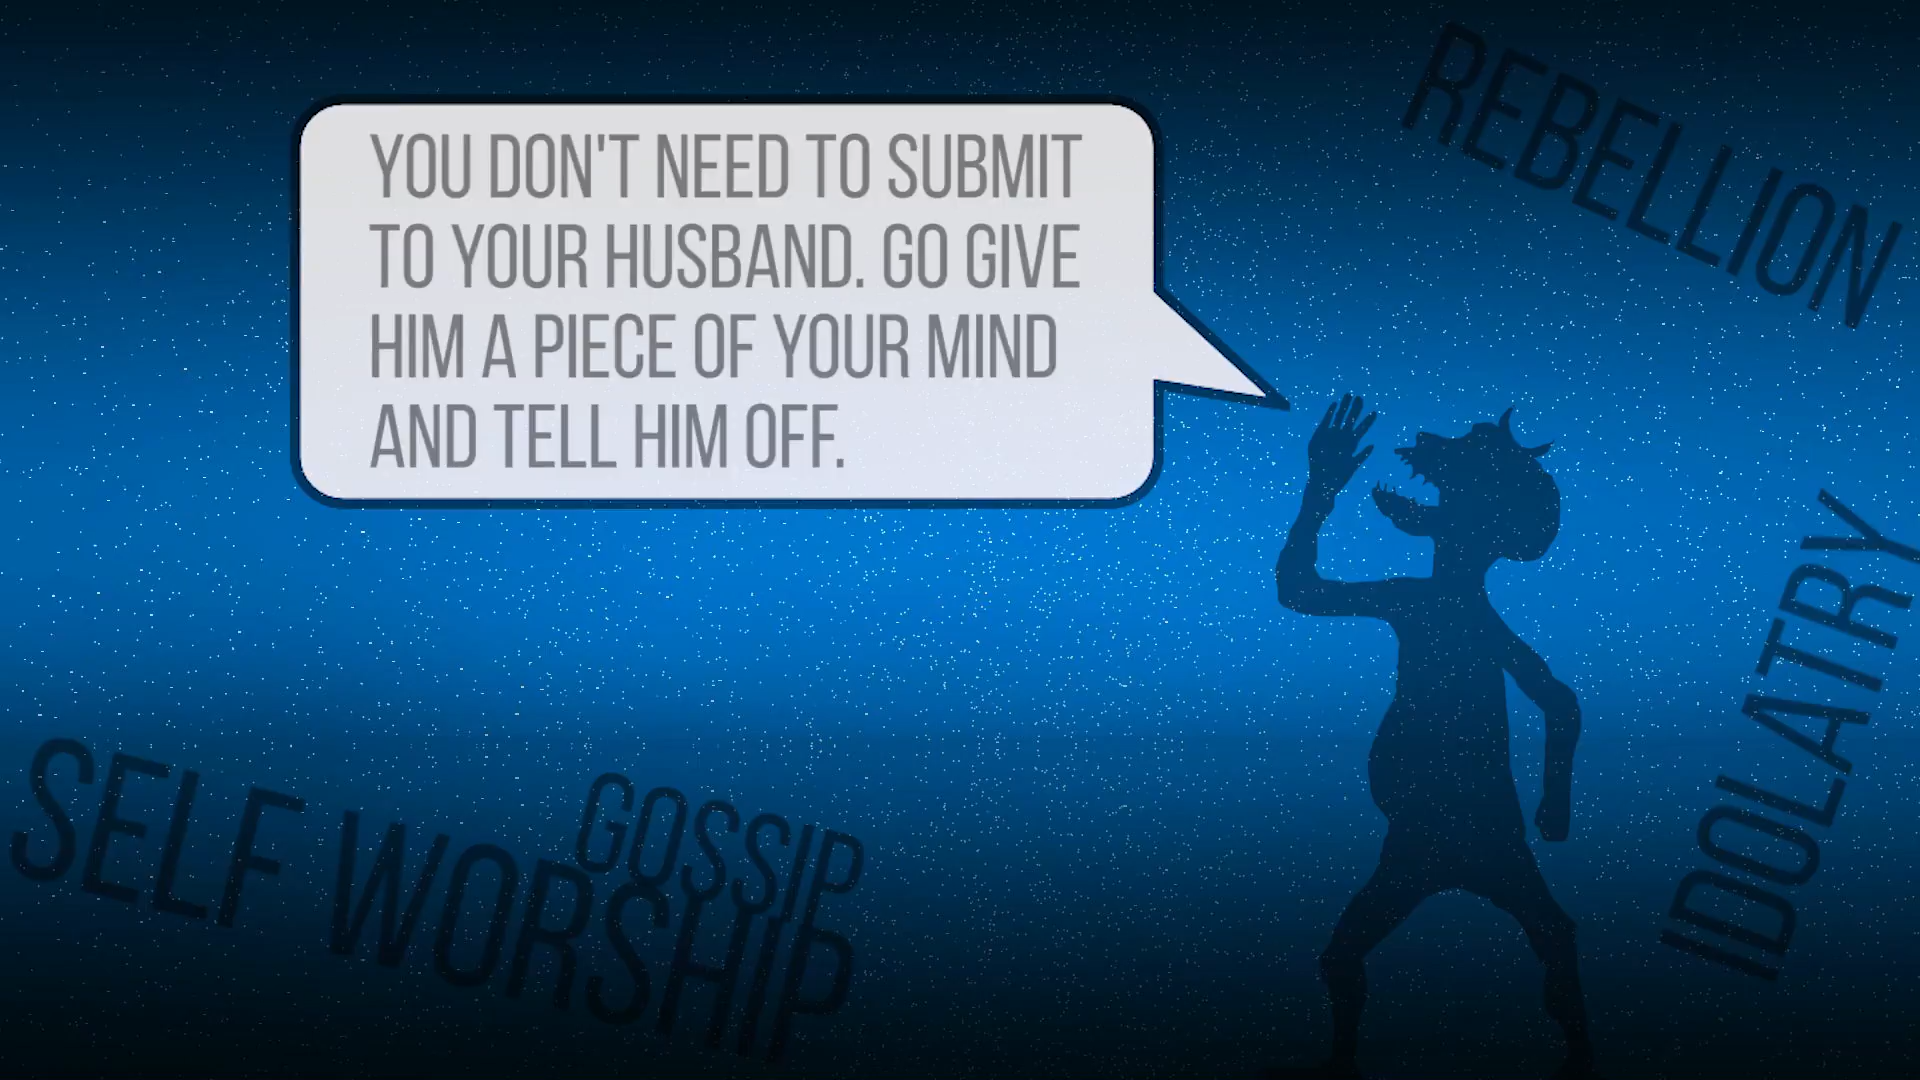 REBELLION
YOU DON'T NEED TO SUBMIT
TO YOUR HUSBAND. GO GIVE
HIM A PIECE OF YOUR MIND
AND TELL HIM OFF.
IDOLATRY
GOSSIP
SELF WORSHIP